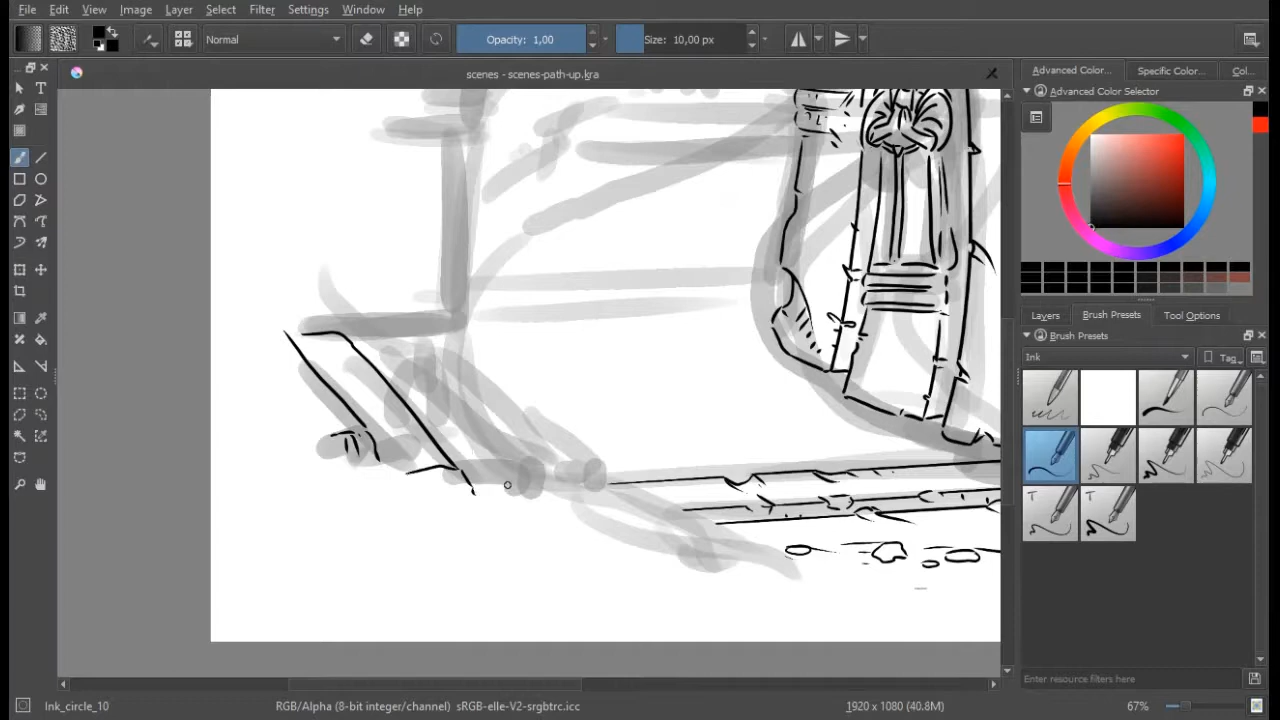 File Edit View Image Layer Select Filter Settings Window Help
Normal Opacity: 1,00 Size: 10,00 px
scenes - scenes-path-up.kra
Advanced Color... Specific Color... Col...
Advanced Color Selector
Layers Brush Presets Tool Options
Brush Presets
Ink Tag
T T
Enter resource filters here
Ink_circle_10 RGB/Alpha (8-bit integer/channel) sRGB-elle-V2-srgbtrc.icc 1920 x 1080 (40.8M) 67%